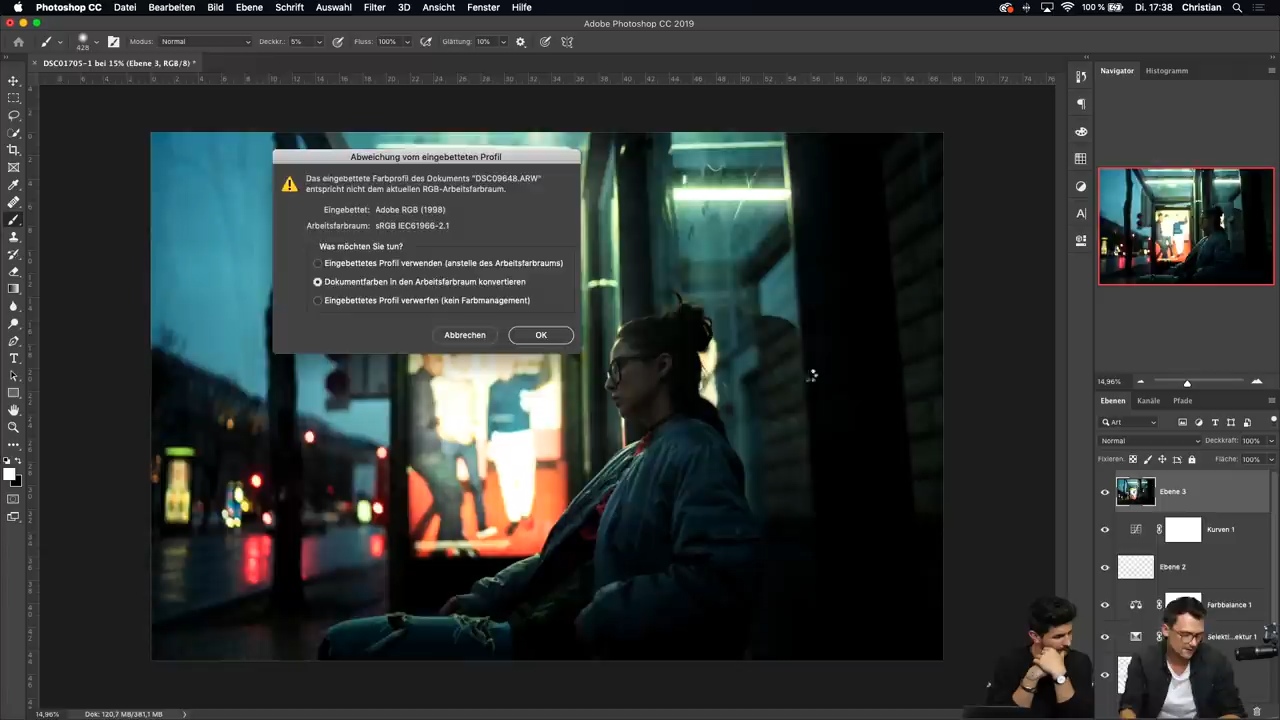 Photoshop CC Datei Bearbeiten Bild Ebene Schrift Auswahl Filter 3D Ansicht Fenster Hilfe 100 % Di. 17:38 Christian
Adobe Photoshop CC 2019
428 Modus: Normal Deckkr.: 5% Fluss: 100% Glättung: 10%
DSC01705-1 bei 15% (Ebene 3, RGB/8) *
Navigator Histogramm
Abweichung vom eingebetteten Profil
Das eingebettete Farbprofil des Dokuments "DSC09648.ARW"
entspricht nicht dem aktuellen RGB-Arbeitsfarbraum.
Eingebettet: Adobe RGB (1998)
Arbeitsfarbraum: sRGB IEC61966-2.1
Was möchten Sie tun?
Eingebettetes Profil verwenden (anstelle des Arbeitsfarbraums)
Dokumentfarben in den Arbeitsfarbraum konvertieren
Eingebettetes Profil verwerfen (kein Farbmanagement)
Abbrechen OK
14,96%
Ebenen Kanäle Pfade
Art
Normal Deckkraft: 100%
Fixieren: Fläche: 100%
Ebene 3
Kurven 1
Ebene 2
Farbbalance 1
14,96% Dok: 120,7 MB/381,1 MB